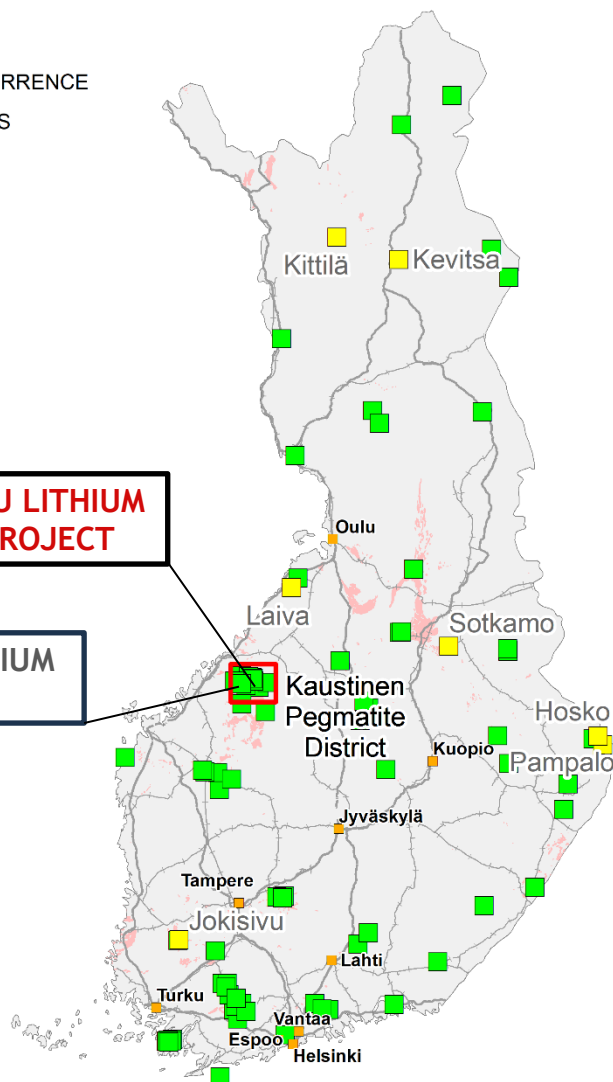 RRENCE
S
Kittilä
Kevitsa
U LITHIUM
ROJECT
Oulu
Laiva
Sotkamo
IUM
Kaustinen
Pegmatite
District
Hosko
Pampalo
Kuopio
Jyväskylä
Tampere
Jokisivu
Lahti
Turku
Vantaa
Espoo
Helsinki